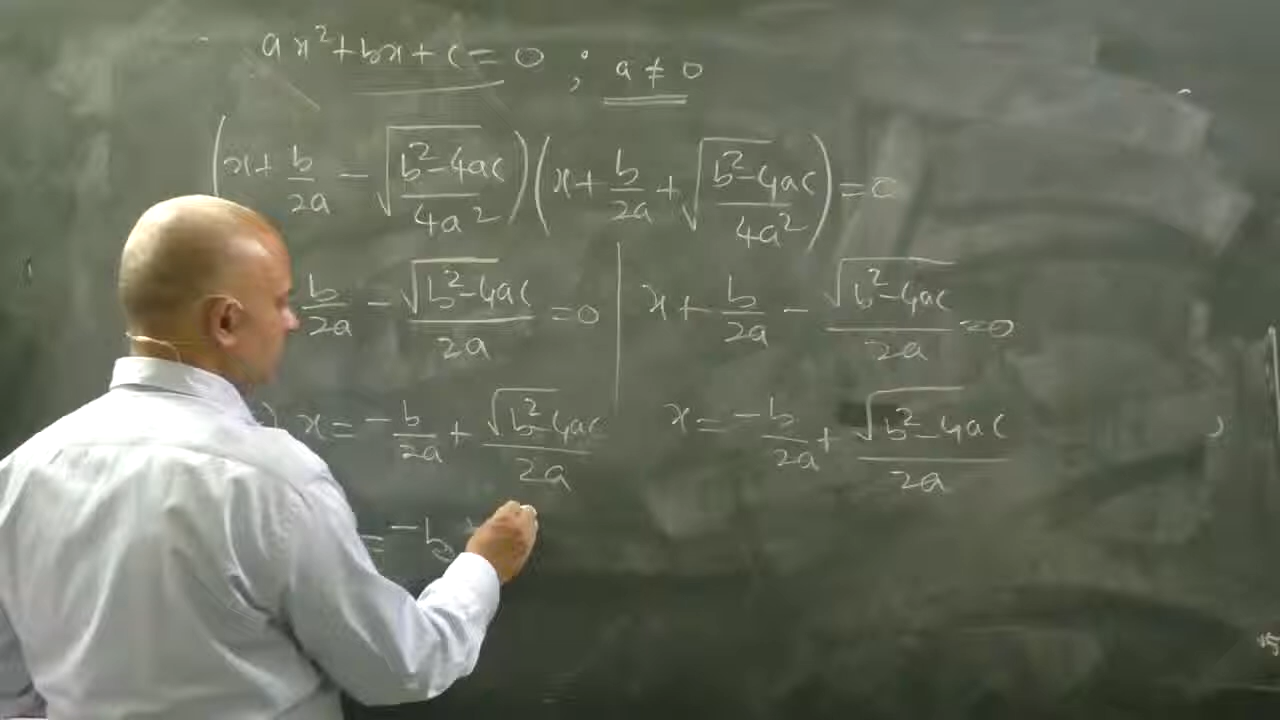 ax²+bx+c=0 ; a≠0
(x+b/2a-√(b²-4ac/4a²))(x+b/2a+√(b²-4ac/4a²))=0
b/2a-√(b²-4ac)/2a=0 | x+b/2a-√(b²-4ac)/2a=0
x=-b/2a+√(b²-4ac)/2a x=-b/2a+√(b²-4ac)/2a
=-b